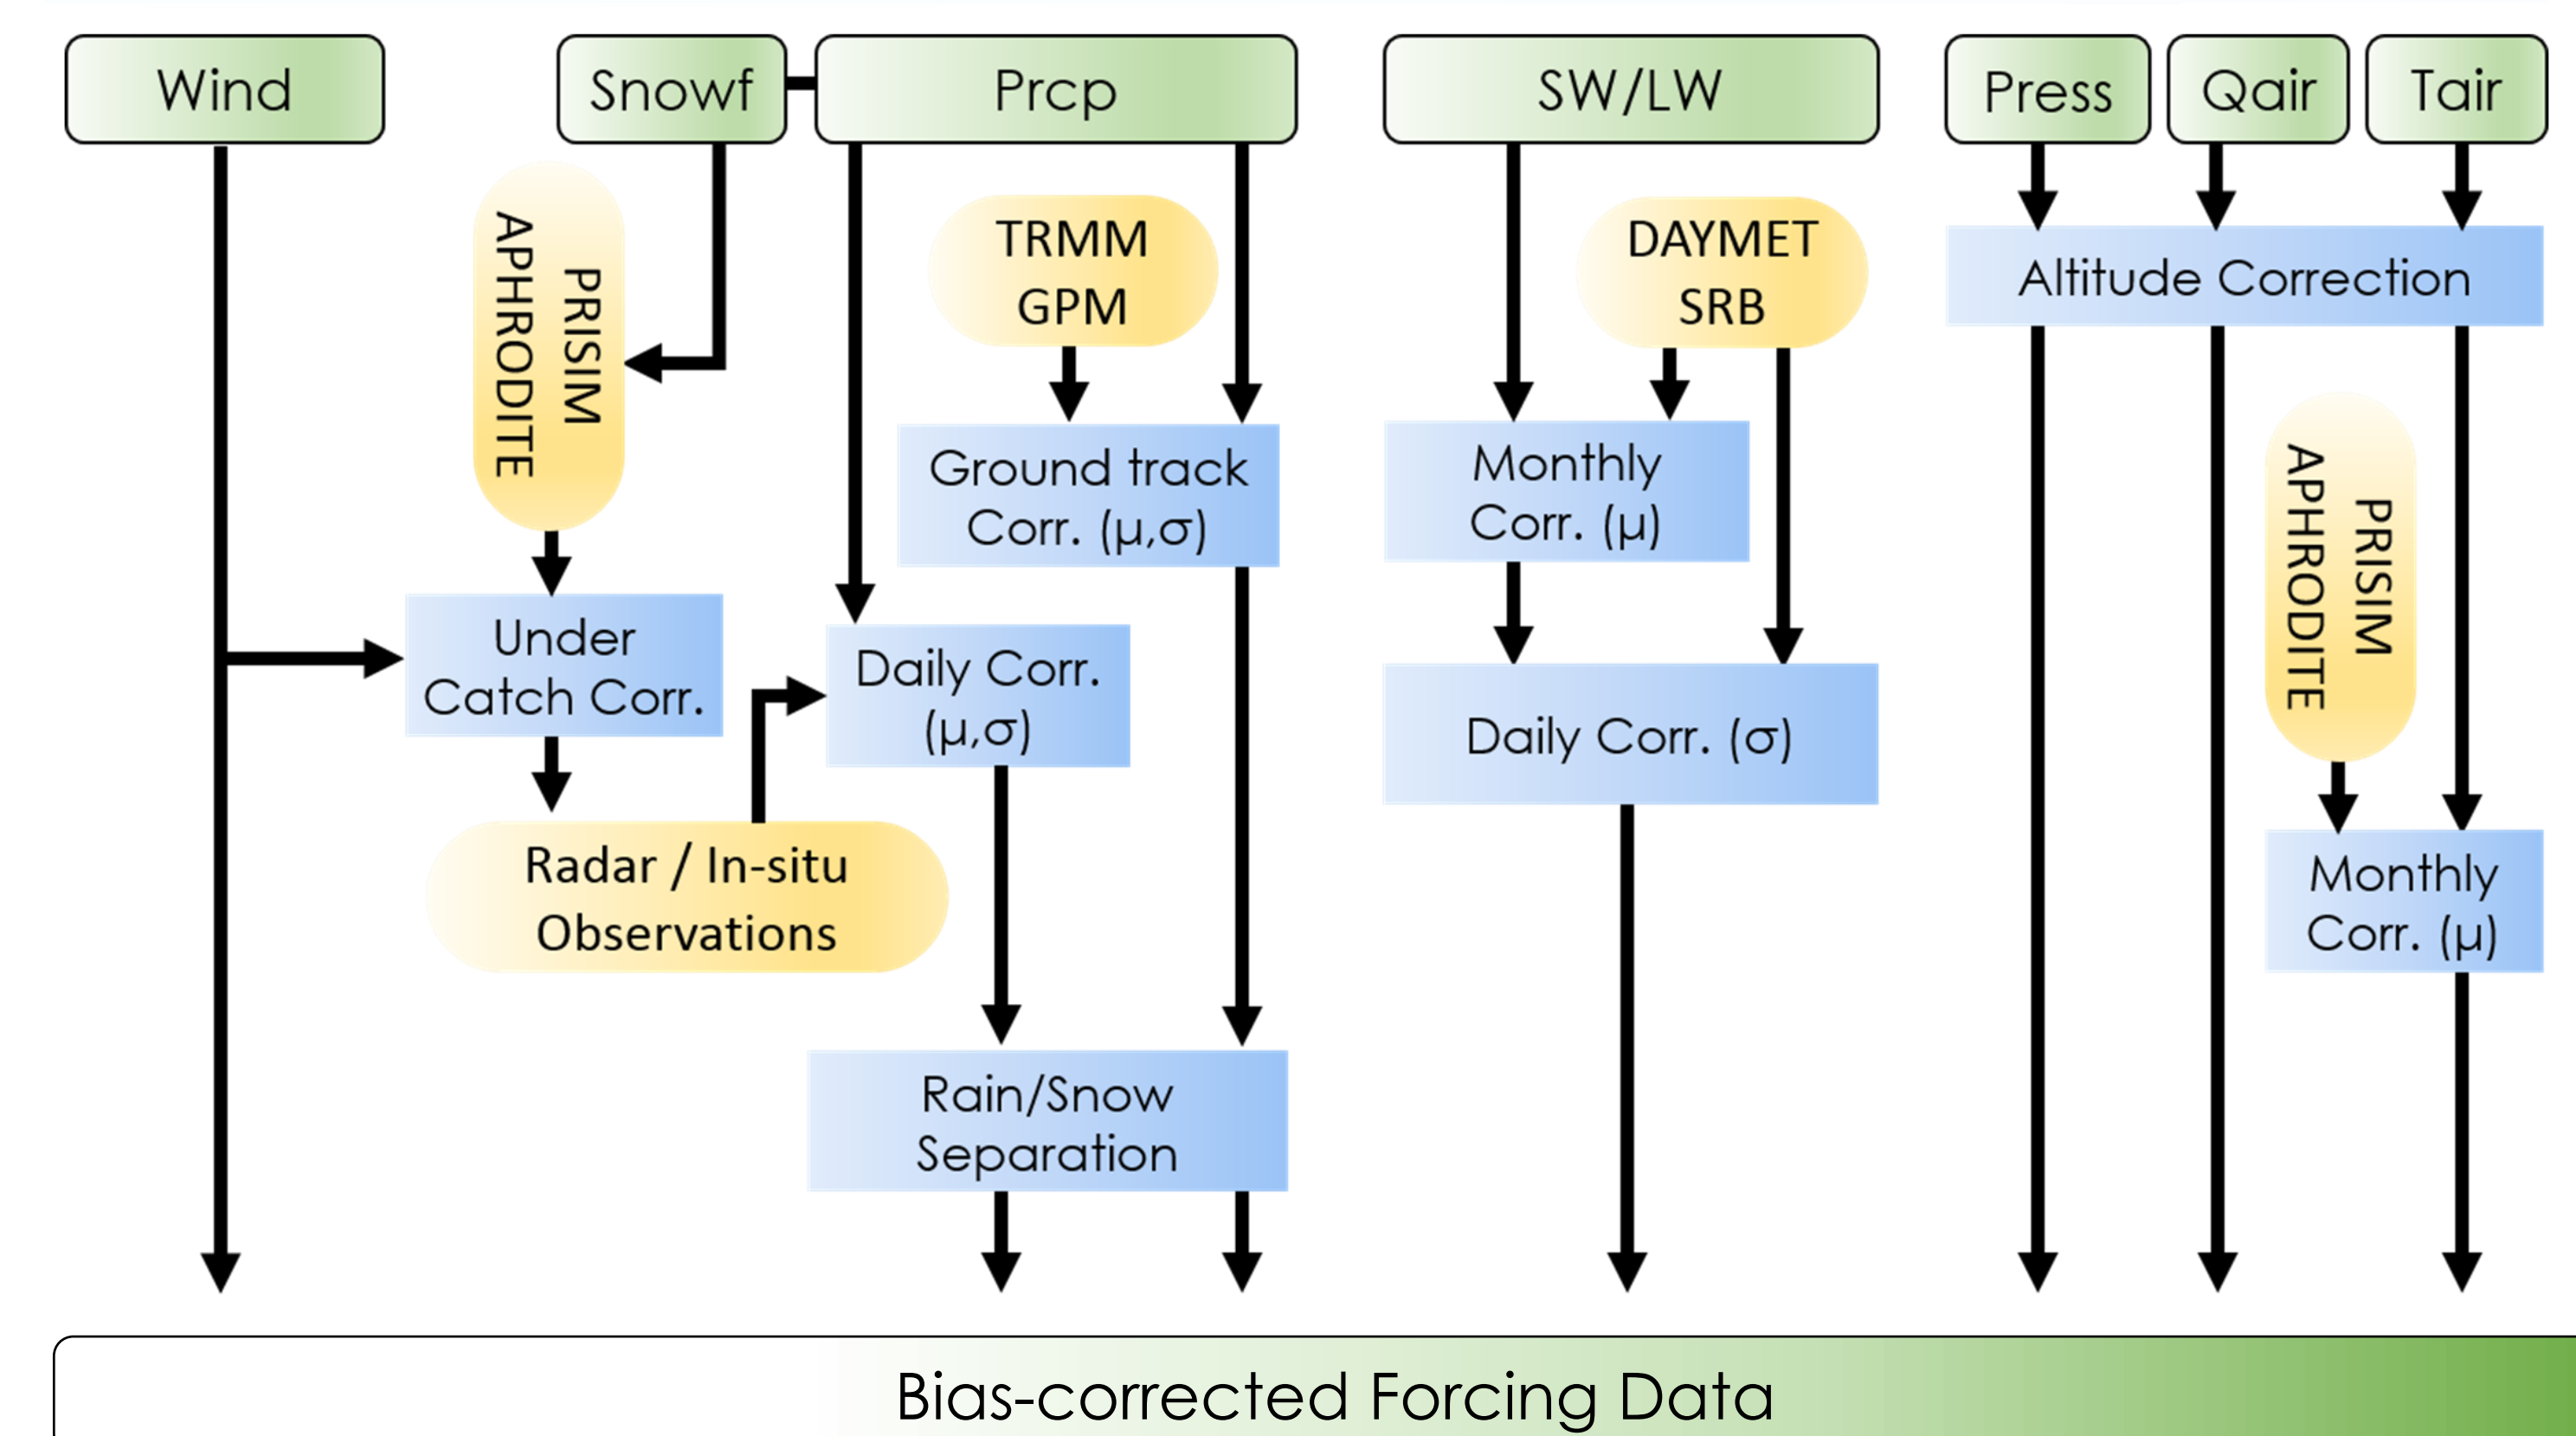 Wind
Snowf
Prcp
SW/LW
Press
Qair
Tair
PRISIM
APHRODITE
TRMM
GPM
DAYMET
SRB
Altitude Correction
Ground track
Corr. (μ,σ)
Monthly
Corr. (μ)
PRISIM
APHRODITE
Under
Catch Corr.
Daily Corr.
(μ,σ)
Daily Corr. (σ)
Radar / In-situ
Observations
Monthly
Corr. (μ)
Rain/Snow
Separation
Bias-corrected Forcing Data